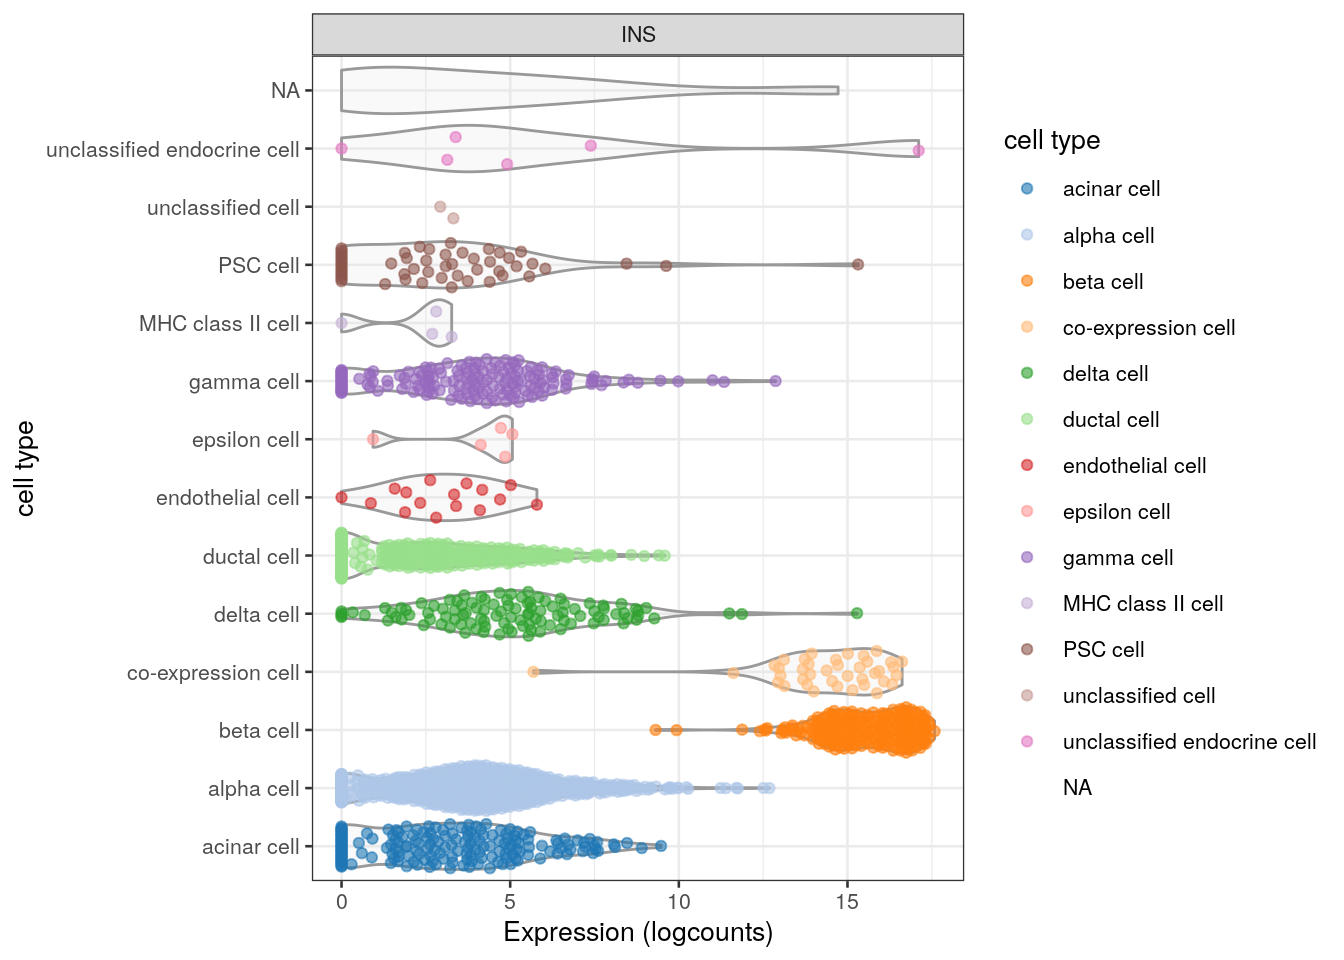 INS
NA
unclassified endocrine cell
unclassified cell
PSC cell
MHC class II cell
gamma cell
epsilon cell
endothelial cell
ductal cell
delta cell
co-expression cell
beta cell
alpha cell
acinar cell
cell type
0 5 10 15
Expression (logcounts)
cell type
acinar cell
alpha cell
beta cell
co-expression cell
delta cell
ductal cell
endothelial cell
epsilon cell
gamma cell
MHC class II cell
PSC cell
unclassified cell
unclassified endocrine cell
NA